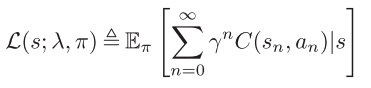 $\mathcal{L}(s; \lambda, \pi) \triangleq \mathbb{E}_{\pi} \left[ \sum_{n=0}^{\infty} \gamma^n C(s_n, a_n) | s \right]$